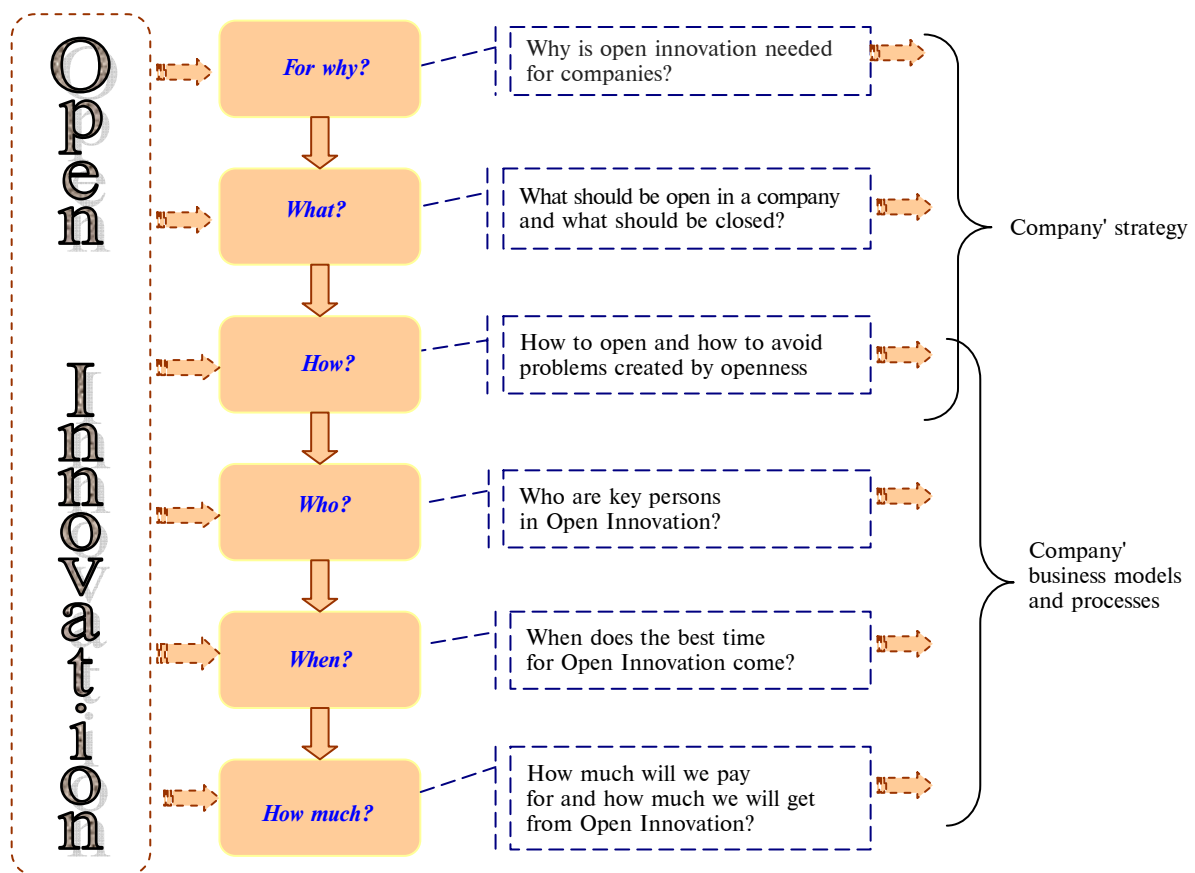 Open Innovation
For why?
Why is open innovation needed
for companies?
What?
What should be open in a company
and what should be closed?
Company' strategy
How?
How to open and how to avoid
problems created by openness
Who?
Who are key persons
in Open Innovation?
Company'
business models
and processes
When?
When does the best time
for Open Innovation come?
How much?
How much will we pay
for and how much we will get
from Open Innovation?